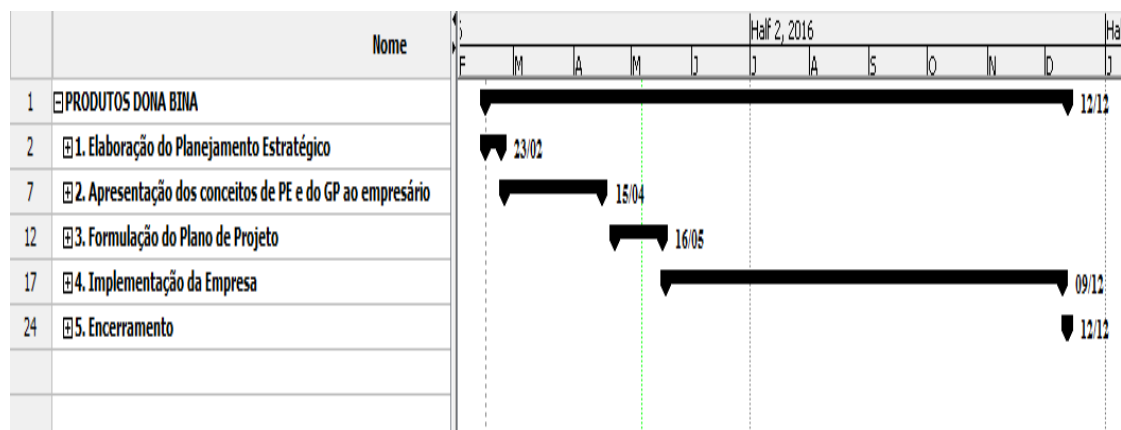 Nome
Half 2, 2016
Ha
F M A M J J A S O N D J
1 PRODUTOS DONA BINA 12/12
2 1. Elaboração do Planejamento Estratégico 23/02
7 2. Apresentação dos conceitos de PE e do GP ao empresário 15/04
12 3. Formulação do Plano de Projeto 16/05
17 4. Implementação da Empresa 09/12
24 5. Encerramento 12/12